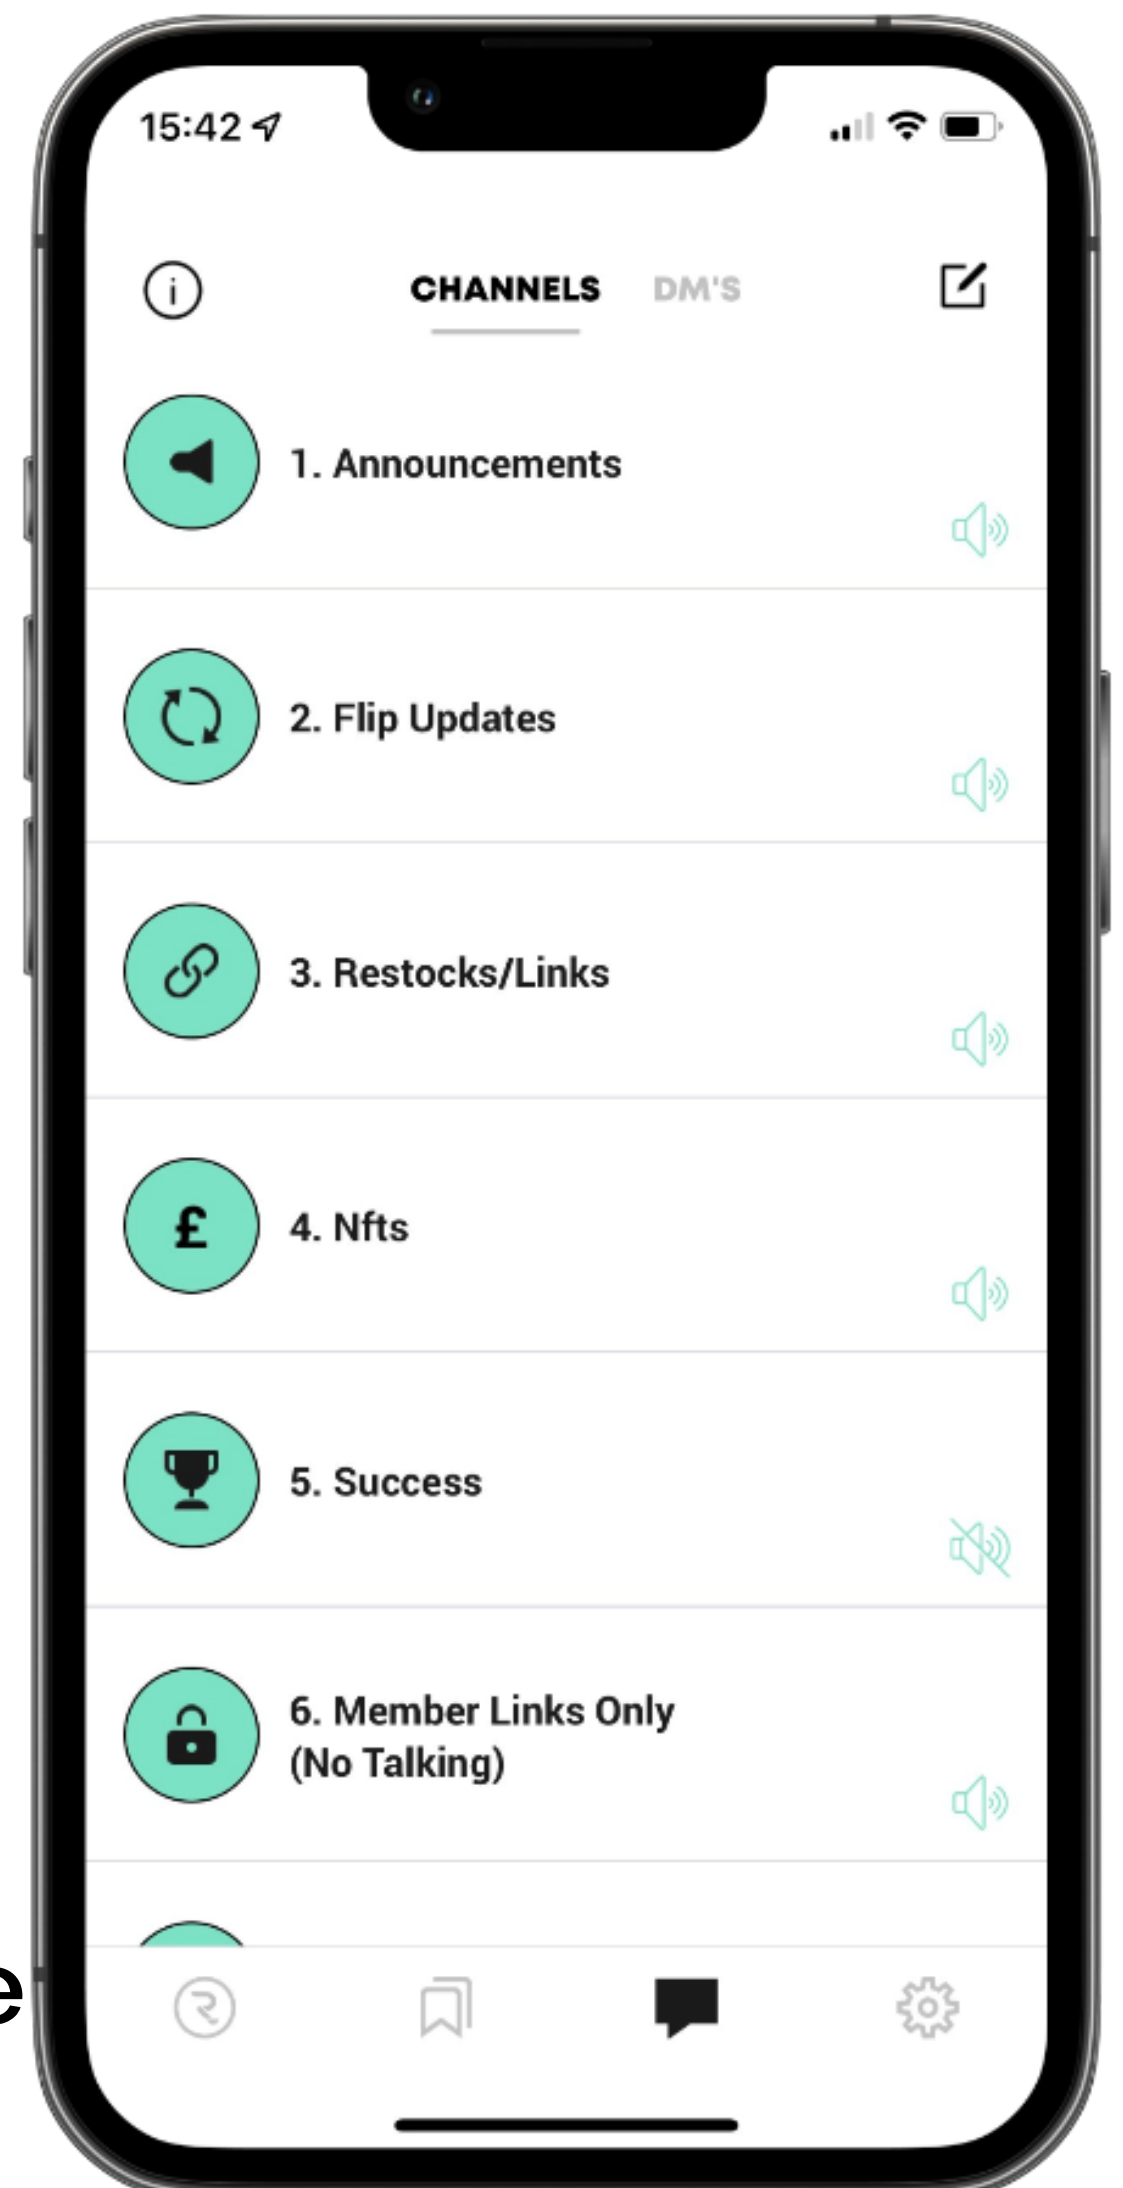 15:42
CHANNELS DM'S
1. Announcements
2. Flip Updates
3. Restocks/Links
£
4. Nfts
5. Success
6. Member Links Only
(No Talking)
e